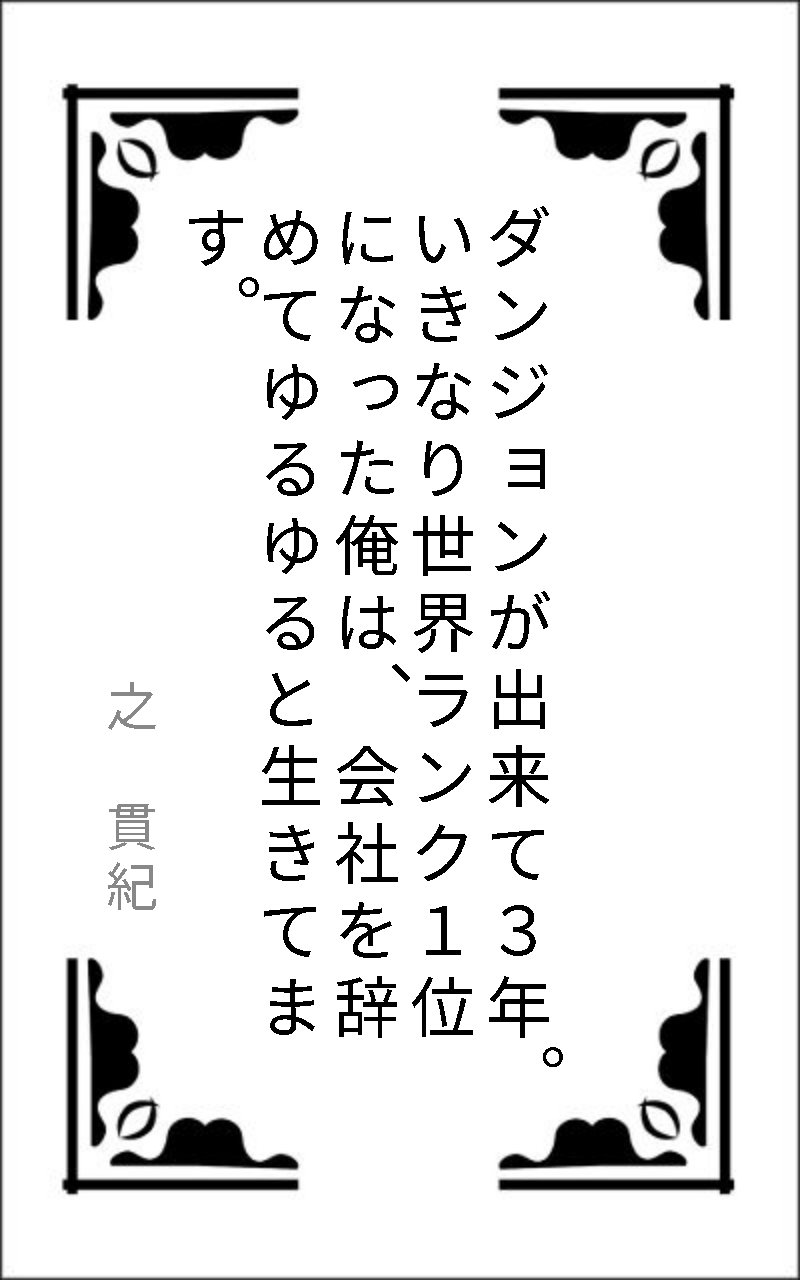 ダンジョンが出来て３年。
いきなり世界ランク１位
になった俺は、会社を辞
めてゆるゆると生きてま
す。
之　貫紀